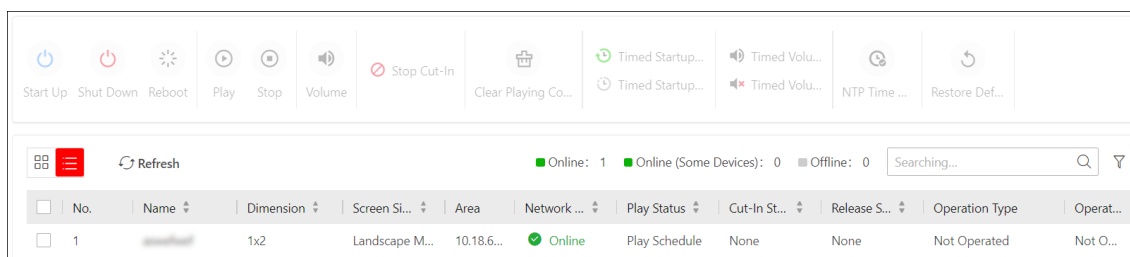 Stop Cut-In
Timed Startup... Timed Volu...
Timed Startup... Timed Volu...
Start Up Shut Down Reboot Play Stop Volume Clear Playing Co... NTP Time ... Restore Def...
Refresh Online: 1 Online (Some Devices): 0 Offline: 0 Searching...
No. Name Dimension Screen Si... Area Network ... Play Status Cut-In St... Release S... Operation Type Operat...
1 1x2 Landscape M... 10.18.6... Online Play Schedule None None Not Operated Not O...